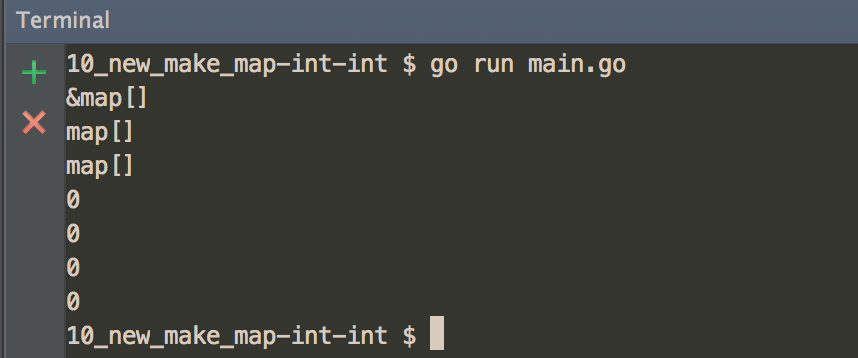 Terminal
10_new_make_map-int-int $ go run main.go
&map[]
map[]
map[]
0
0
0
0
10_new_make_map-int-int $